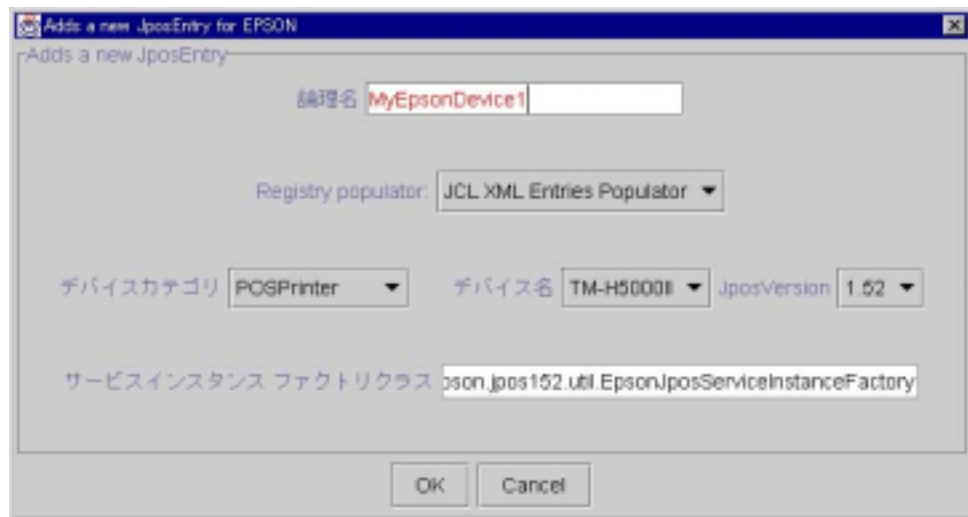 Adds a new JposEntry for EPSON
Adds a new JposEntry
論理名 MyEpsonDevice1
Registry populator: JCL XML Entries Populator
デバイスカテゴリ POSPrinter デバイス名 TM-H5000II JposVersion 1.52
サービスインスタンス ファクトリクラス pson.jpos152.util.EpsonJposServiceInstanceFactory
OK Cancel